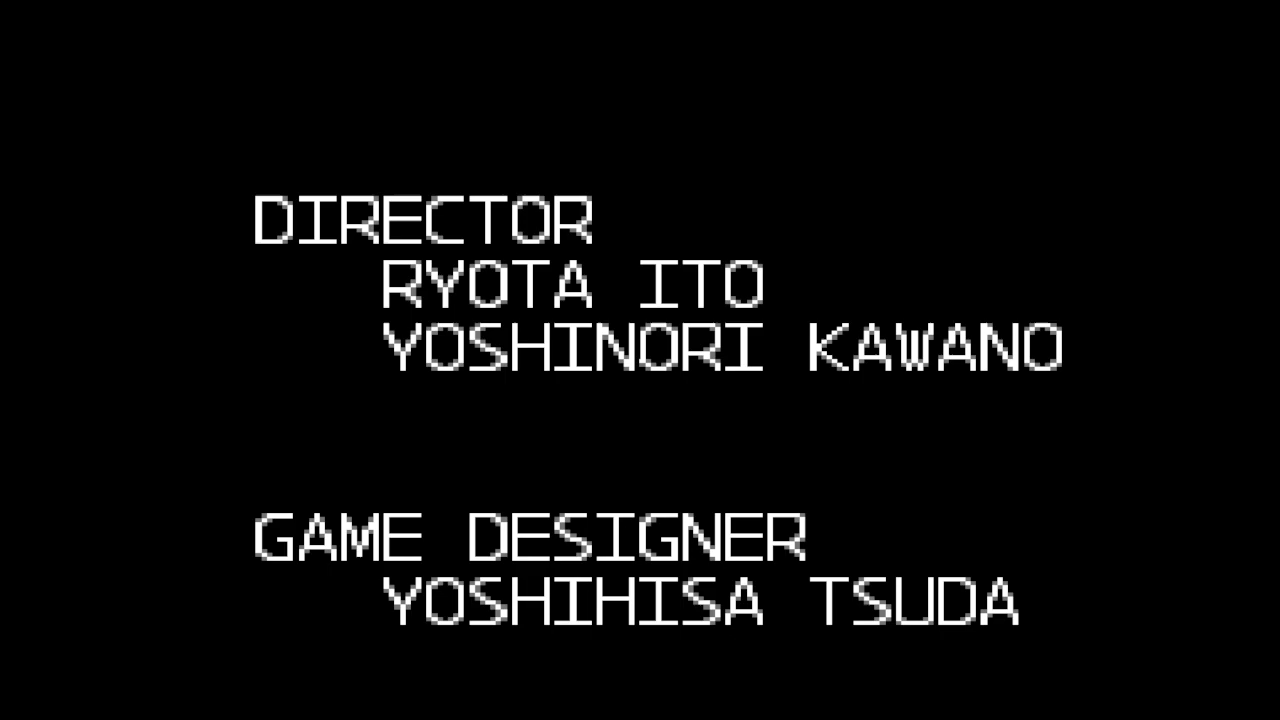 DIRECTOR
RYOTA ITO
YOSHINORI KAWANO
GAME DESIGNER
YOSHIHISA TSUDA